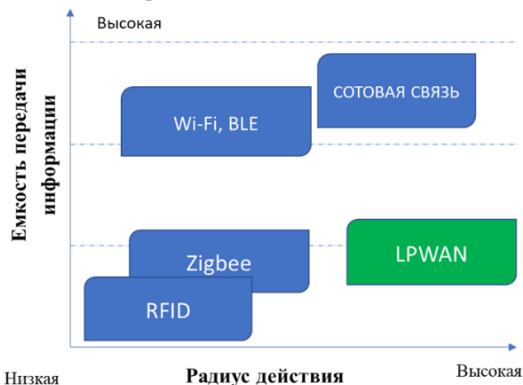 Высокая
Емкость передачи
информации
СОТОВАЯ СВЯЗЬ
Wi-Fi, BLE
Zigbee
LPWAN
RFID
Низкая
Радиус действия
Высокая